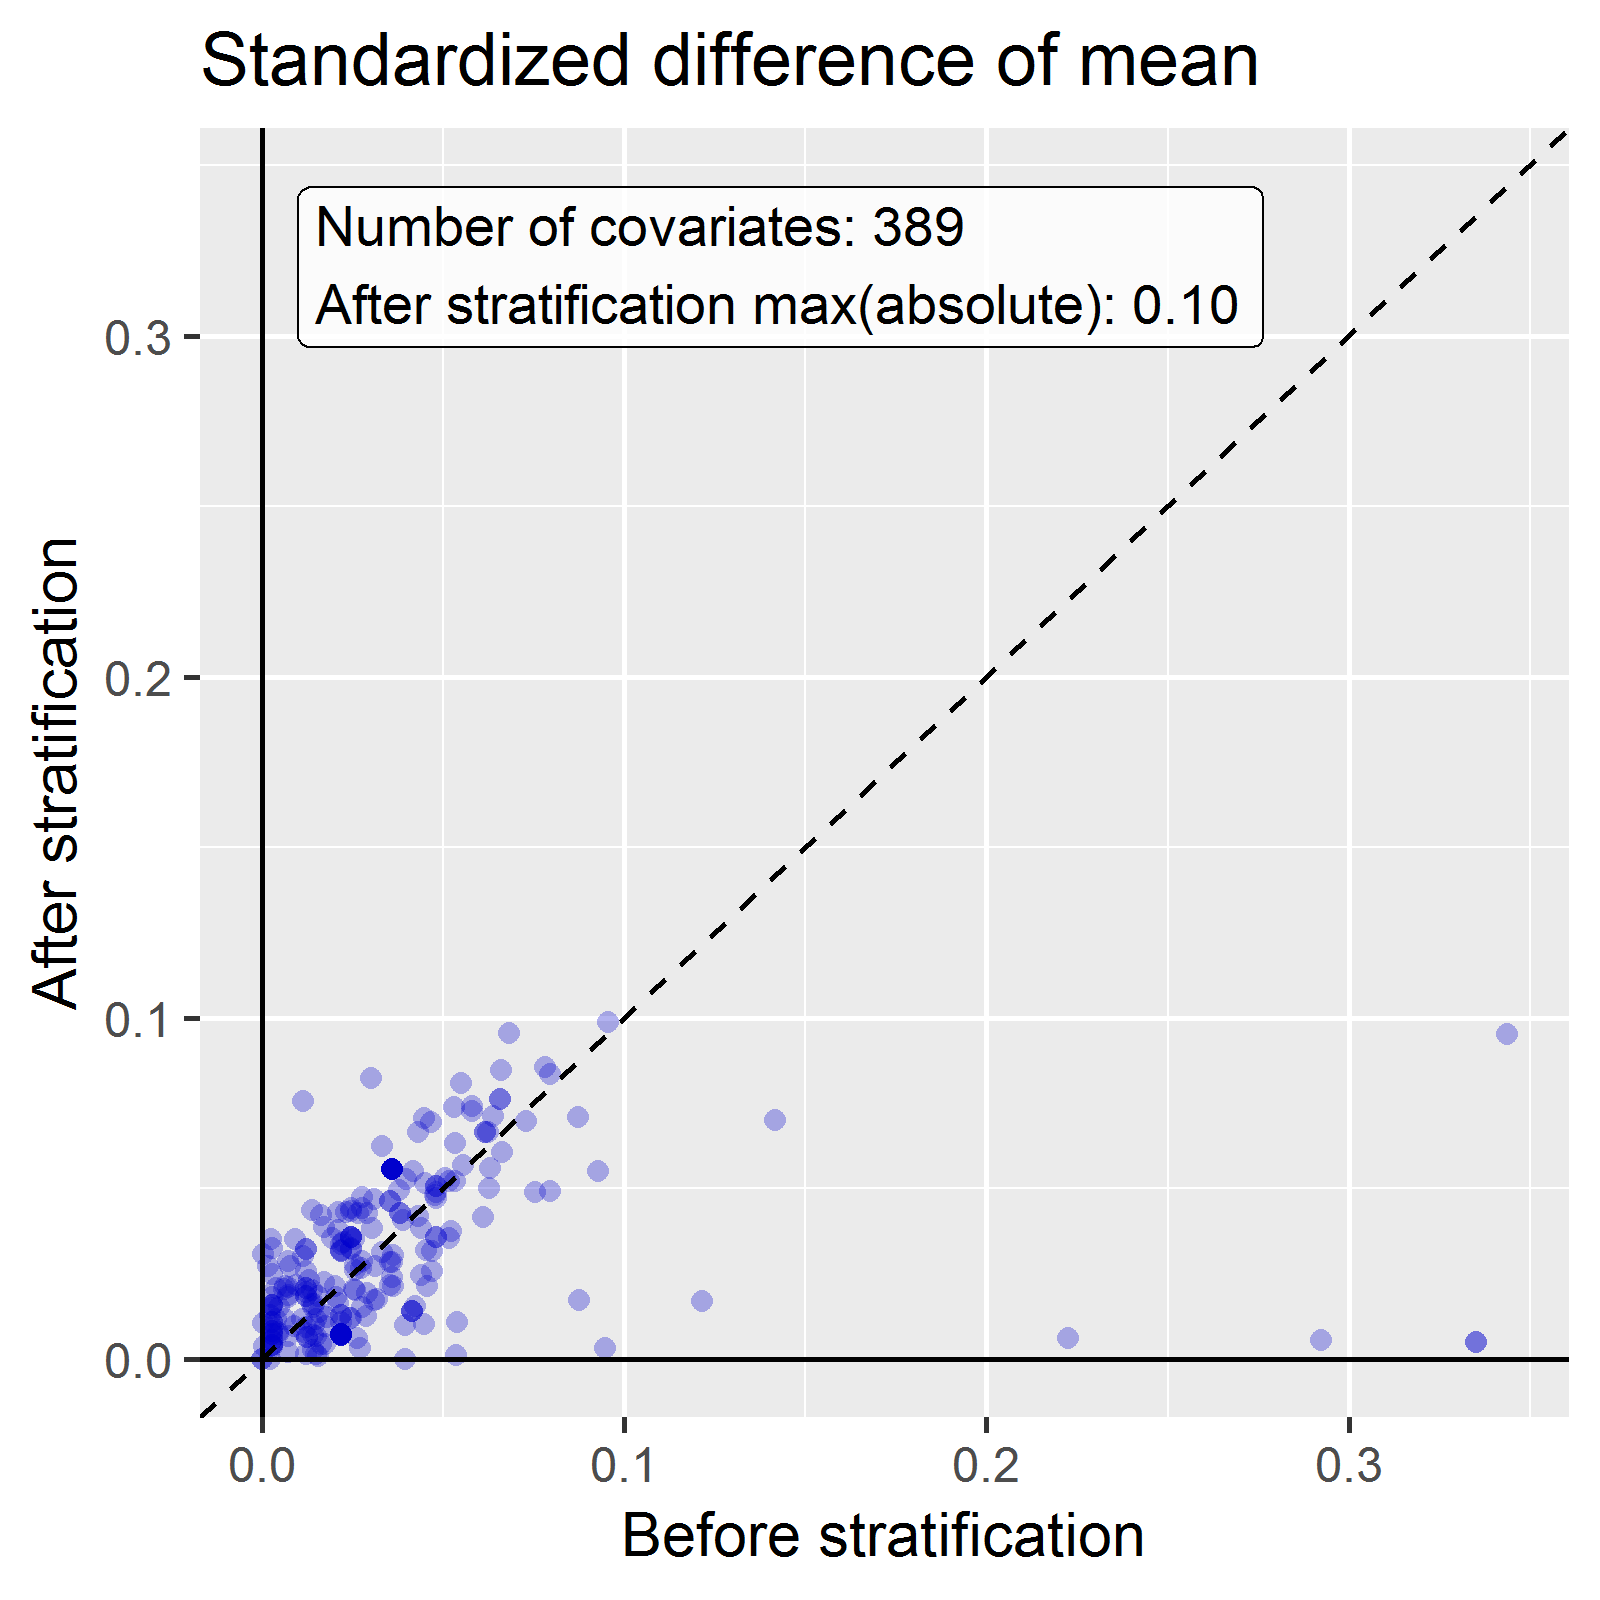 Standardized difference of mean
Number of covariates: 389
After stratification max(absolute): 0.10
After stratification
0.3
0.2
0.1
0.0
0.0
0.1
0.2
0.3
Before stratification